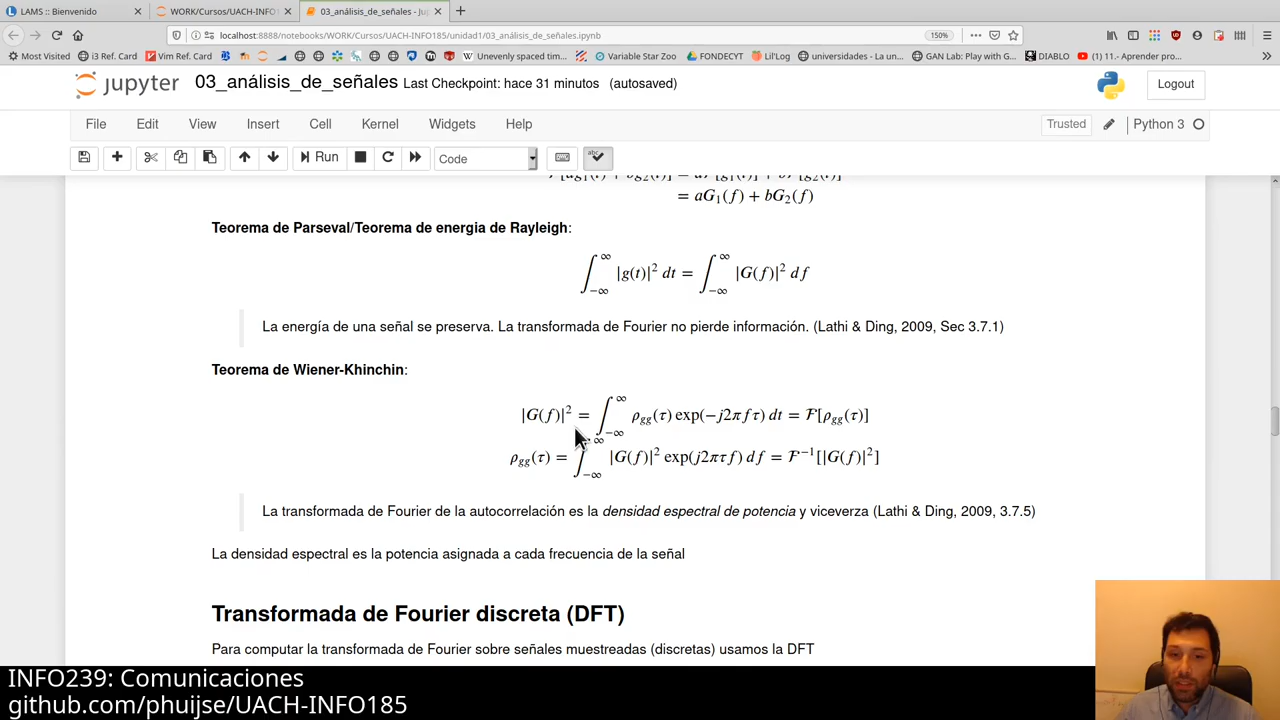 LAMS :: Bienvenido
WORK/Cursos/UACH-INFO1
03_análisis_de_señales - Jup
localhost:8888/notebooks/WORK/Cursos/UACH-INFO185/unidad1/03_análisis_de_señales.ipynb
150%
Most Visited i3 Ref. Card Vim Ref. Card Unevenly spaced tim... Variable Star Zoo FONDECYT Lil'Log universidades - La un... GAN Lab: Play with G... DIABLO (1) 11.- Aprender pro...
jupyter 03_análisis_de_señales Last Checkpoint: hace 31 minutos (autosaved)
Logout
File Edit View Insert Cell Kernel Widgets Help
Trusted Python 3
Run Code
= aG₁(f) + bG₂(f)
Teorema de Parseval/Teorema de energia de Rayleigh:
∫_{−∞}^{∞} |g(t)|² dt = ∫_{−∞}^{∞} |G(f)|² df
La energía de una señal se preserva. La transformada de Fourier no pierde información. (Lathi & Ding, 2009, Sec 3.7.1)
Teorema de Wiener-Khinchin:
|G(f)|² = ∫_{−∞}^{∞} ρ_gg(τ) exp(−j2πfτ) dt = F[ρ_gg(τ)]
ρ_gg(τ) = ∫_{−∞}^{∞} |G(f)|² exp(j2πτf) df = F⁻¹[|G(f)|²]
La transformada de Fourier de la autocorrelación es la densidad espectral de potencia y viceverza (Lathi & Ding, 2009, 3.7.5)
La densidad espectral es la potencia asignada a cada frecuencia de la señal
Transformada de Fourier discreta (DFT)
Para computar la transformada de Fourier sobre señales muestreadas (discretas) usamos la DFT
INFO239: Comunicaciones
github.com/phuijse/UACH-INFO185